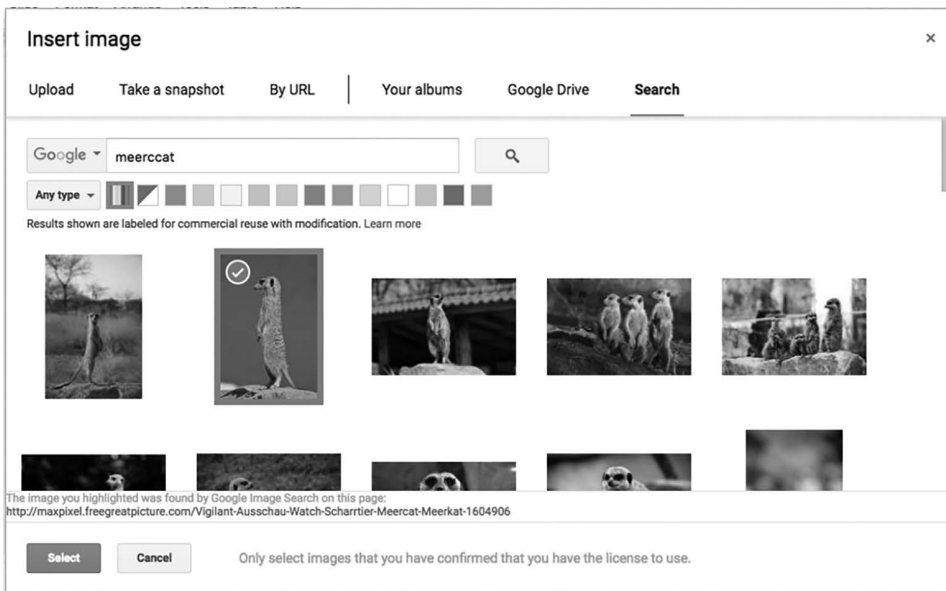 Insert image
×
Upload Take a snapshot By URL Your albums Google Drive Search
Google meerccat
Any type
Results shown are labeled for commercial reuse with modification. Learn more
The image you highlighted was found by Google Image Search on this page:
http://maxpixel.freegreatpicture.com/Vigilant-Ausschau-Watch-Scharrtier-Meercat-Meerkat-1604906
Select Cancel Only select images that you have confirmed that you have the license to use.